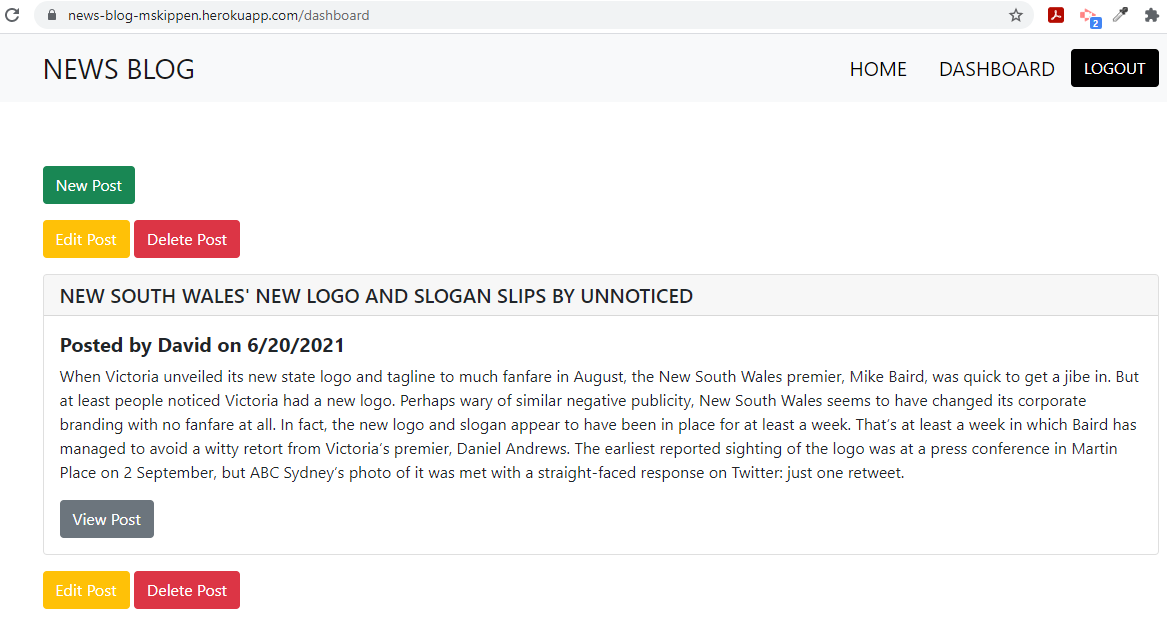 news-blog-mskippen.herokuapp.com/dashboard
2
NEWS BLOG
HOME DASHBOARD LOGOUT
New Post
Edit Post Delete Post
NEW SOUTH WALES' NEW LOGO AND SLOGAN SLIPS BY UNNOTICED
Posted by David on 6/20/2021
When Victoria unveiled its new state logo and tagline to much fanfare in August, the New South Wales premier, Mike Baird, was quick to get a jibe in. But
at least people noticed Victoria had a new logo. Perhaps wary of similar negative publicity, New South Wales seems to have changed its corporate
branding with no fanfare at all. In fact, the new logo and slogan appear to have been in place for at least a week. That’s at least a week in which Baird has
managed to avoid a witty retort from Victoria’s premier, Daniel Andrews. The earliest reported sighting of the logo was at a press conference in Martin
Place on 2 September, but ABC Sydney’s photo of it was met with a straight-faced response on Twitter: just one retweet.
View Post
Edit Post Delete Post